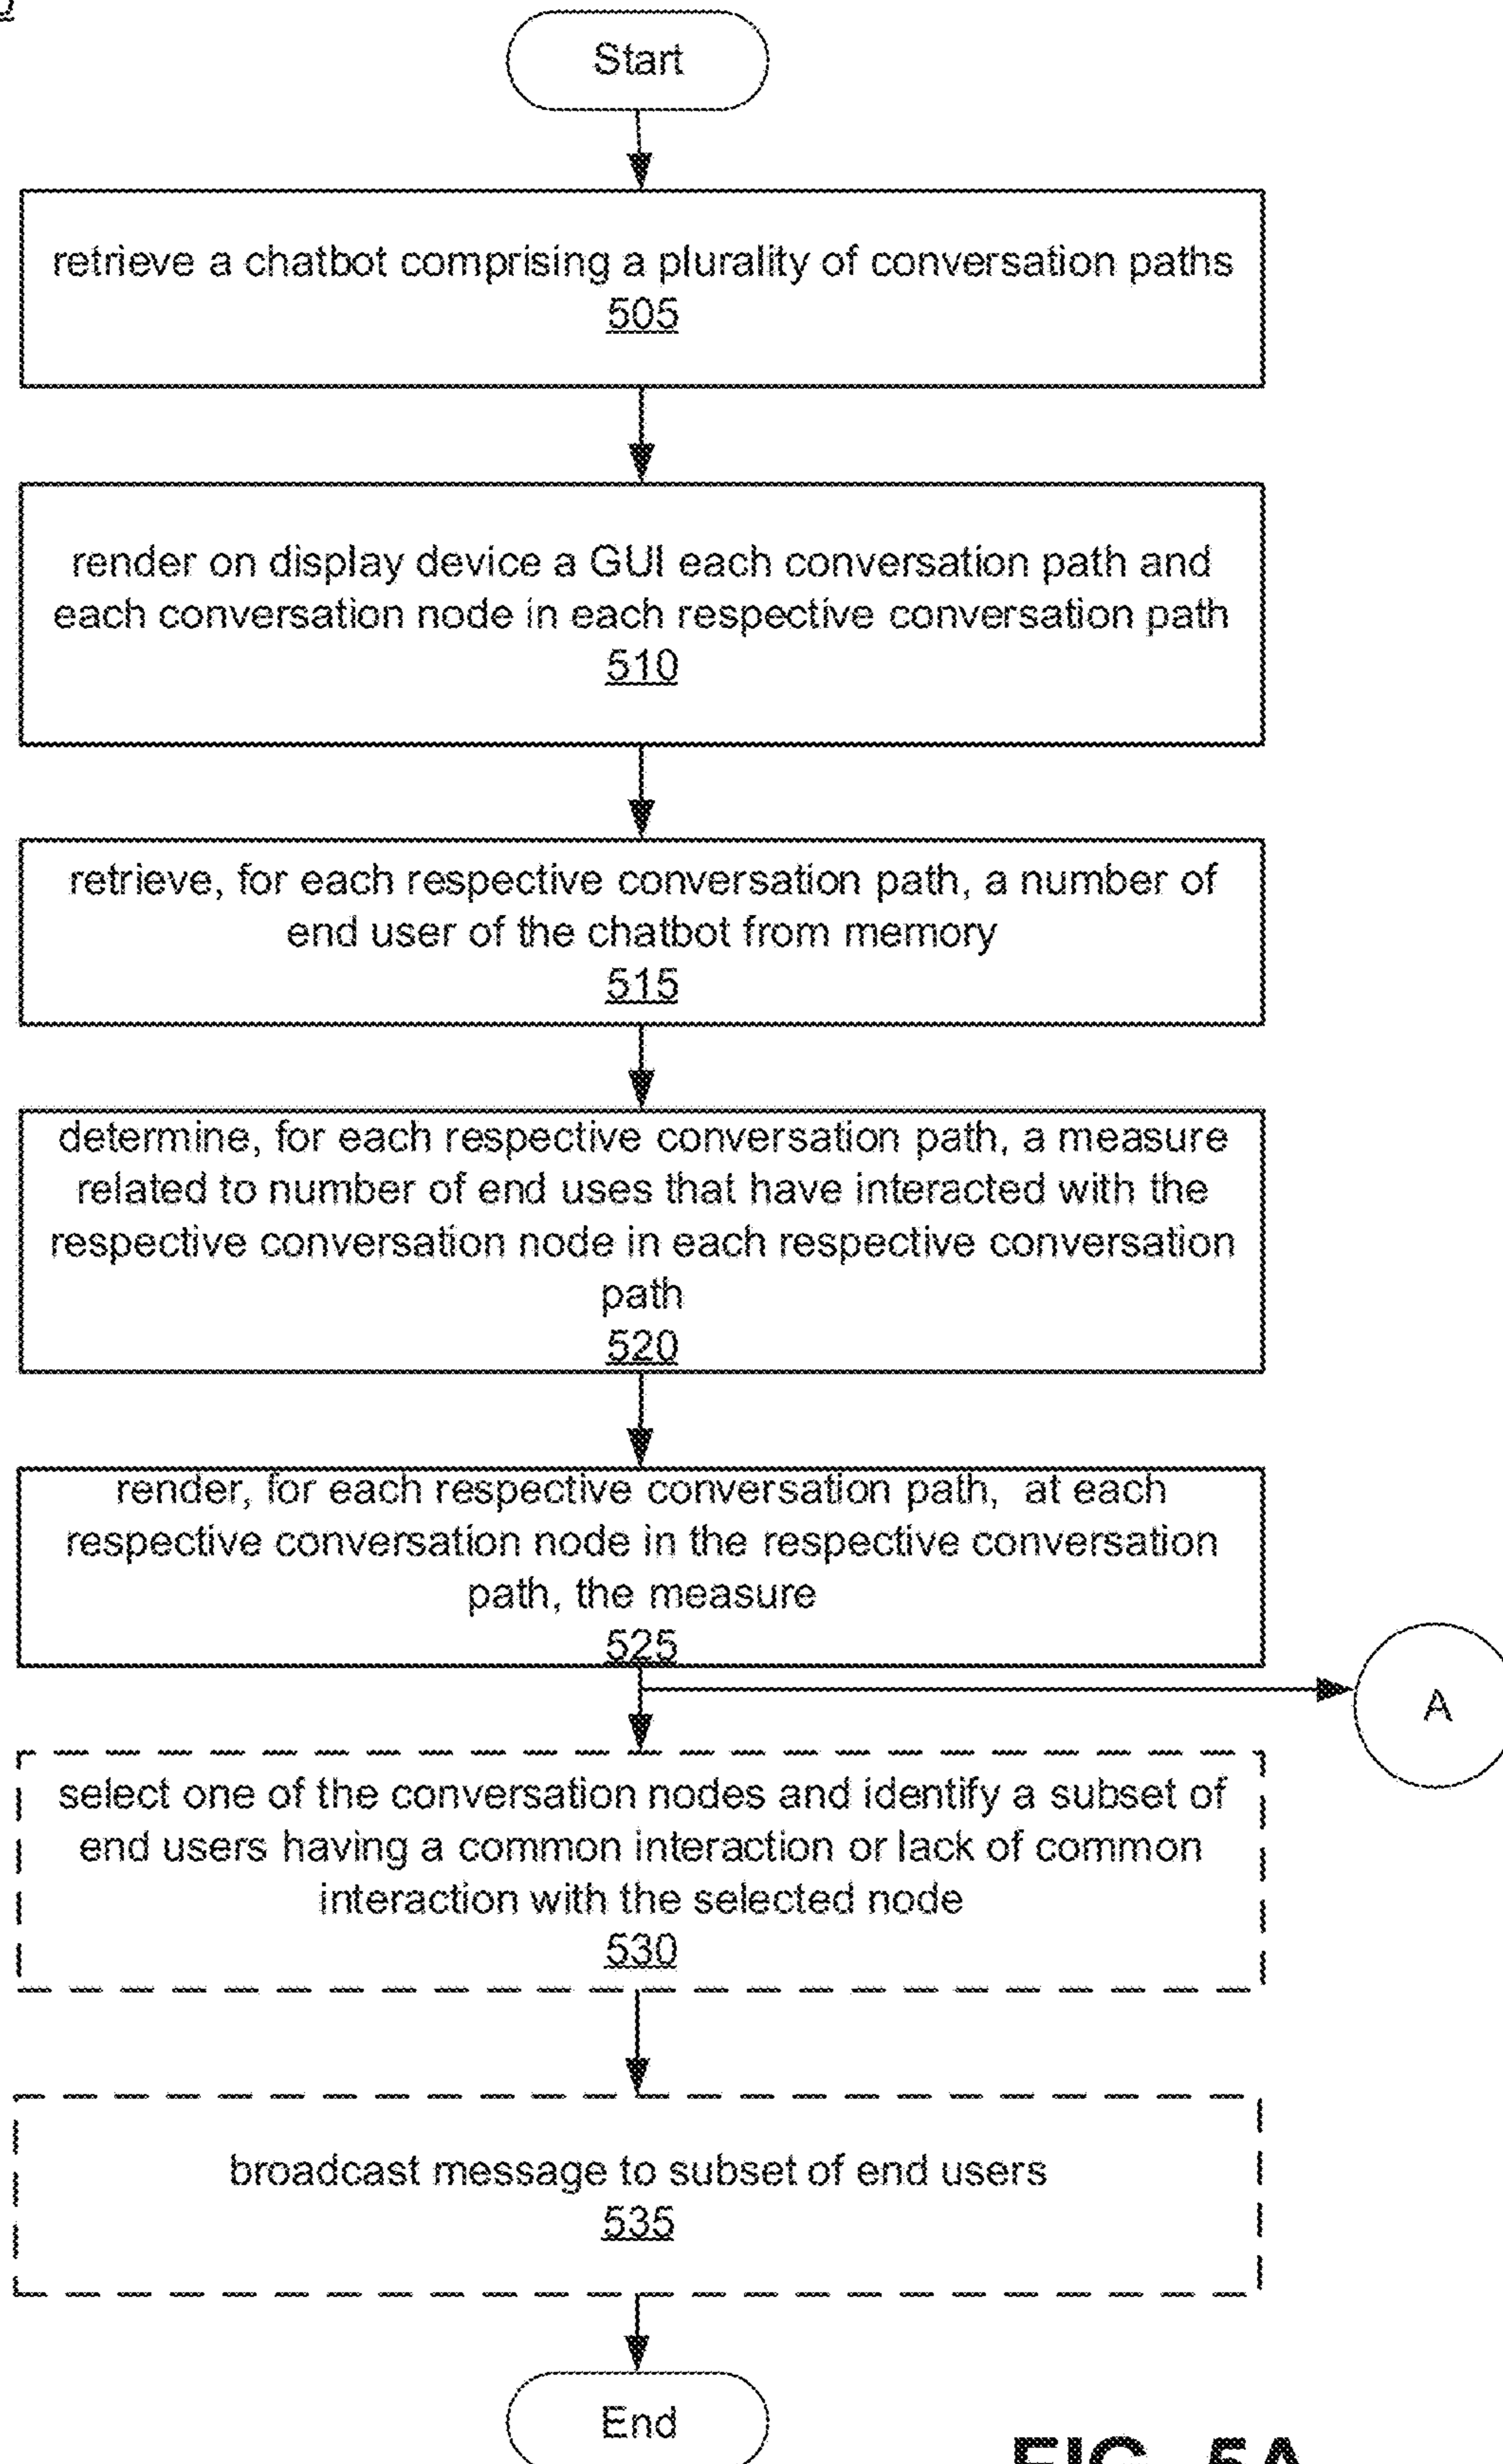 Start
retrieve a chatbot comprising a plurality of conversation paths
505
render on display device a GUI each conversation path and
each conversation node in each respective conversation path
510
retrieve, for each respective conversation path, a number of
end user of the chatbot from memory
515
determine, for each respective conversation path, a measure
related to number of end uses that have interacted with the
respective conversation node in each respective conversation
path
520
render, for each respective conversation path, at each
respective conversation node in the respective conversation
path, the measure
525
A
select one of the conversation nodes and identify a subset of
end users having a common interaction or lack of common
interaction with the selected node
530
broadcast message to subset of end users
535
End
FIG. 5A